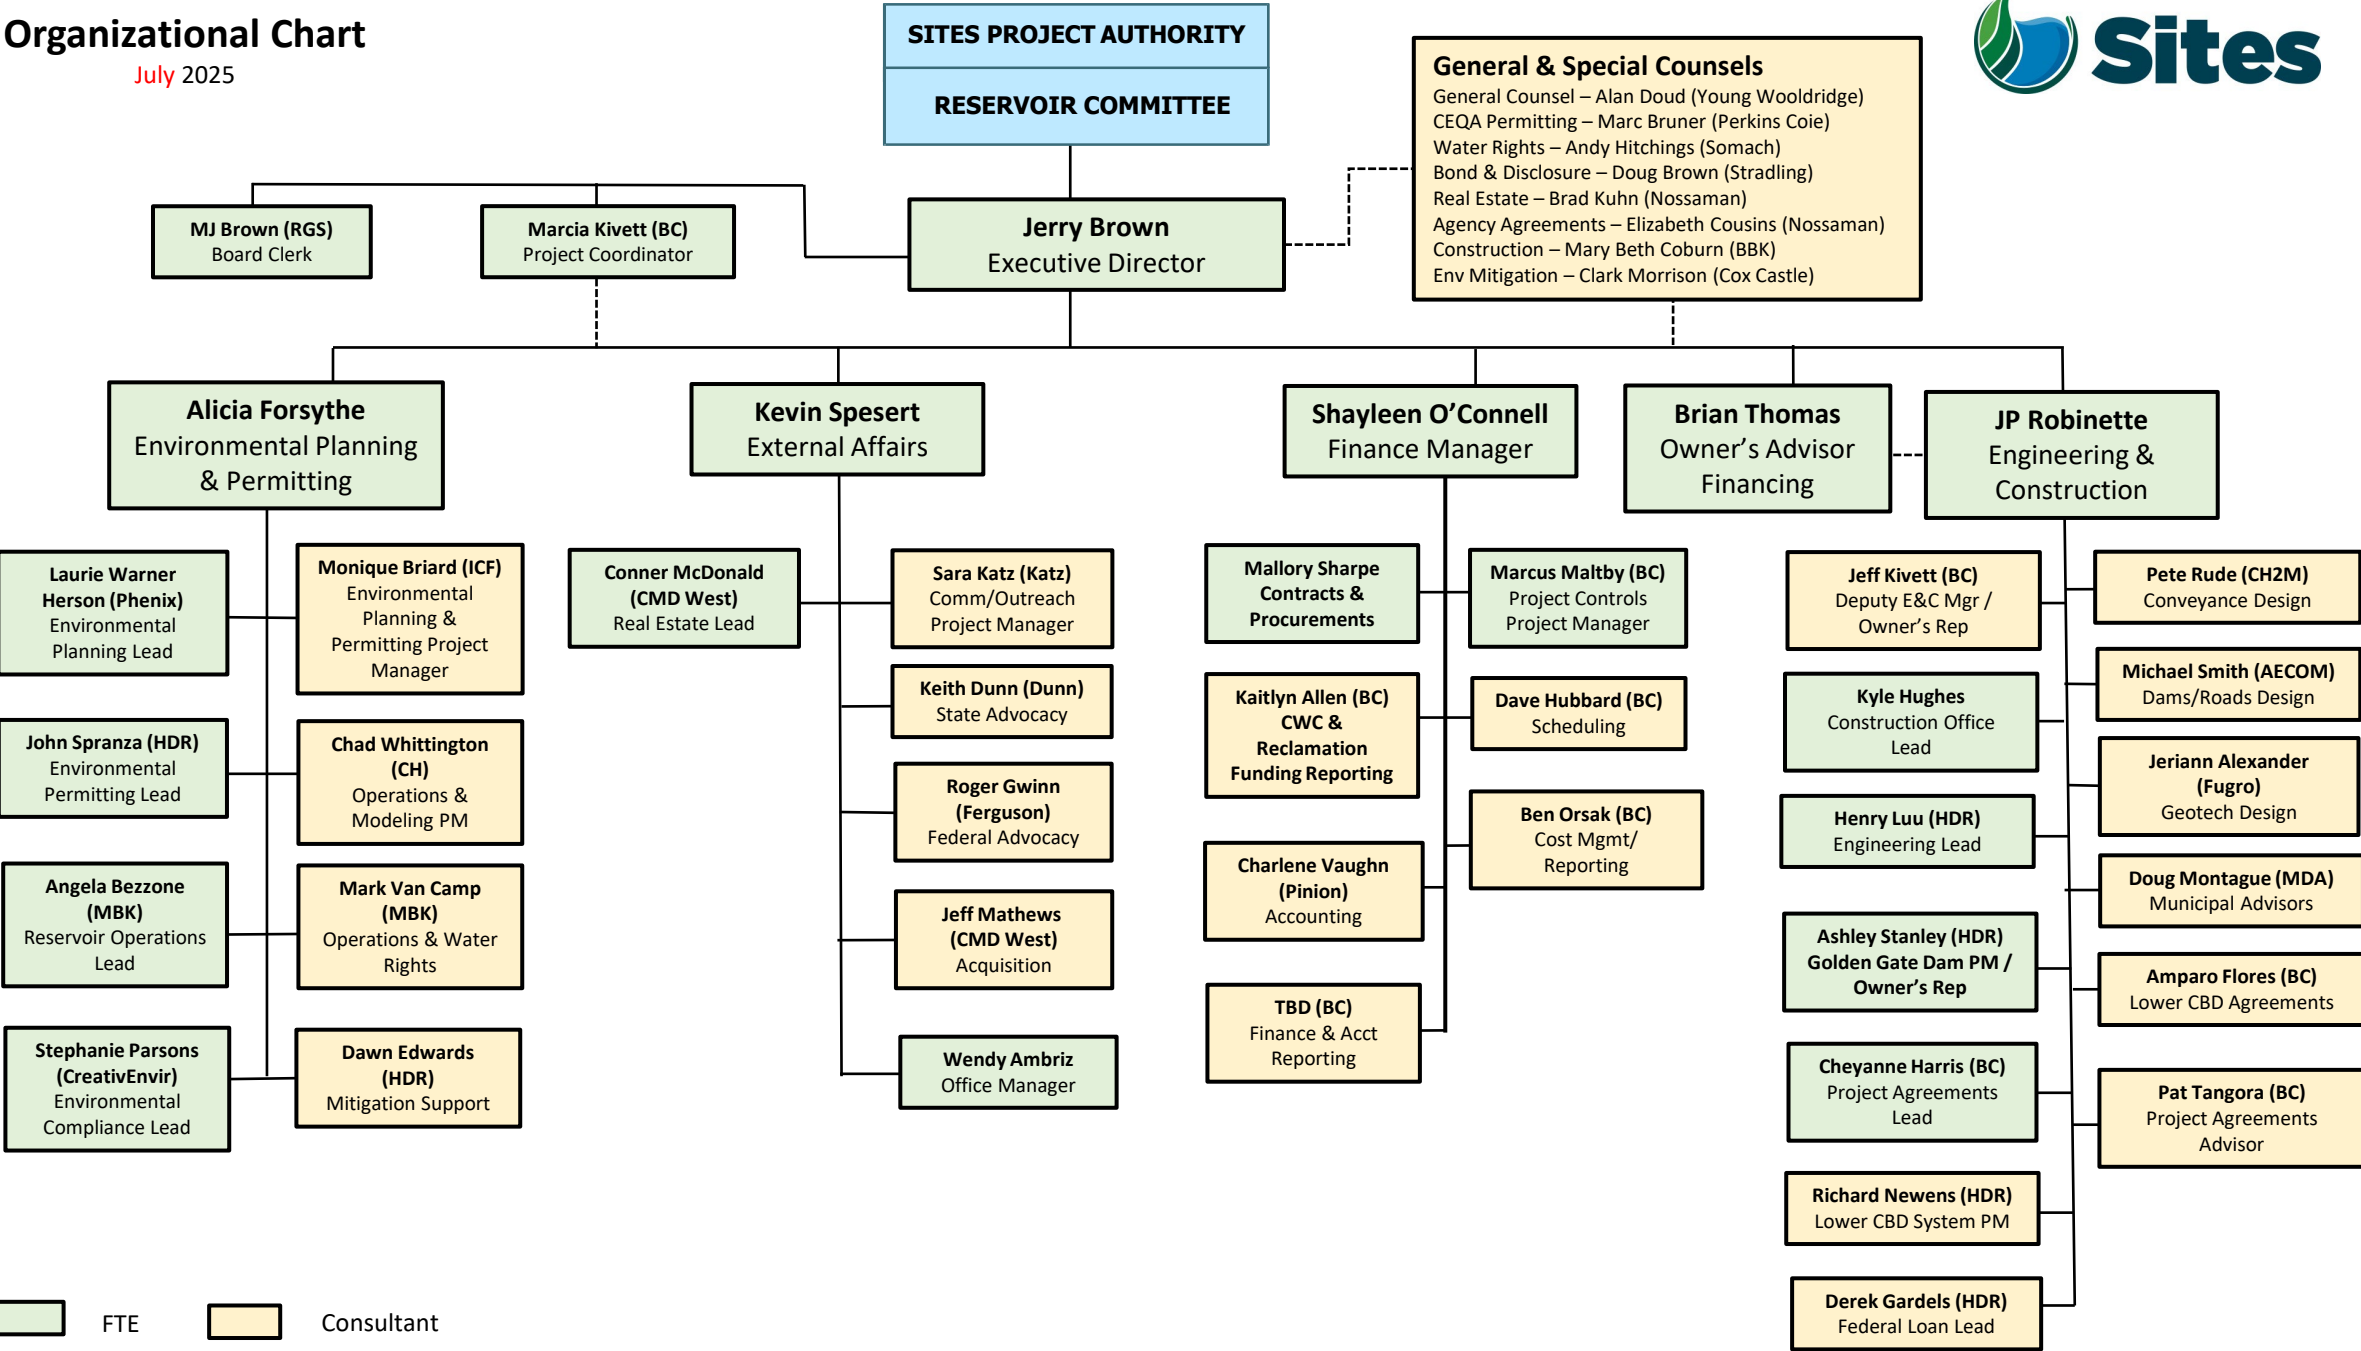 Organizational Chart
July 2025
SITES PROJECT AUTHORITY
RESERVOIR COMMITTEE
General & Special Counsels
General Counsel – Alan Doud (Young Wooldridge)
CEQA Permitting – Marc Bruner (Perkins Coie)
Water Rights – Andy Hitchings (Somach)
Bond & Disclosure – Doug Brown (Stradling)
Real Estate – Brad Kuhn (Nossaman)
Agency Agreements – Elizabeth Cousins (Nossaman)
Construction – Mary Beth Coburn (BBK)
Env Mitigation – Clark Morrison (Cox Castle)
Sites
MJ Brown (RGS)
Board Clerk
Marcia Kivett (BC)
Project Coordinator
Jerry Brown
Executive Director
Alicia Forsythe
Environmental Planning
& Permitting
Kevin Spesert
External Affairs
Shayleen O’Connell
Finance Manager
Brian Thomas
Owner’s Advisor
Financing
JP Robinette
Engineering &
Construction
Laurie Warner
Herson (Phenix)
Environmental
Planning Lead
Monique Briard (ICF)
Environmental
Planning &
Permitting Project
Manager
John Spranza (HDR)
Environmental
Permitting Lead
Chad Whittington
(CH)
Operations &
Modeling PM
Angela Bezzone
(MBK)
Reservoir Operations
Lead
Mark Van Camp
(MBK)
Operations & Water
Rights
Stephanie Parsons
(CreativEnvir)
Environmental
Compliance Lead
Dawn Edwards
(HDR)
Mitigation Support
Conner McDonald
(CMD West)
Real Estate Lead
Sara Katz (Katz)
Comm/Outreach
Project Manager
Keith Dunn (Dunn)
State Advocacy
Roger Gwinn
(Ferguson)
Federal Advocacy
Jeff Mathews
(CMD West)
Acquisition
Wendy Ambriz
Office Manager
Mallory Sharpe
Contracts &
Procurements
Marcus Maltby (BC)
Project Controls
Project Manager
Kaitlyn Allen (BC)
CWC &
Reclamation
Funding Reporting
Dave Hubbard (BC)
Scheduling
Ben Orsak (BC)
Cost Mgmt/
Reporting
Charlene Vaughn
(Pinion)
Accounting
TBD (BC)
Finance & Acct
Reporting
Jeff Kivett (BC)
Deputy E&C Mgr /
Owner’s Rep
Pete Rude (CH2M)
Conveyance Design
Kyle Hughes
Construction Office
Lead
Michael Smith (AECOM)
Dams/Roads Design
Henry Luu (HDR)
Engineering Lead
Jeriann Alexander
(Fugro)
Geotech Design
Ashley Stanley (HDR)
Golden Gate Dam PM /
Owner’s Rep
Doug Montague (MDA)
Municipal Advisors
Cheyanne Harris (BC)
Project Agreements
Lead
Amparo Flores (BC)
Lower CBD Agreements
Pat Tangora (BC)
Project Agreements
Advisor
Richard Newens (HDR)
Lower CBD System PM
Derek Gardels (HDR)
Federal Loan Lead
FTE
Consultant